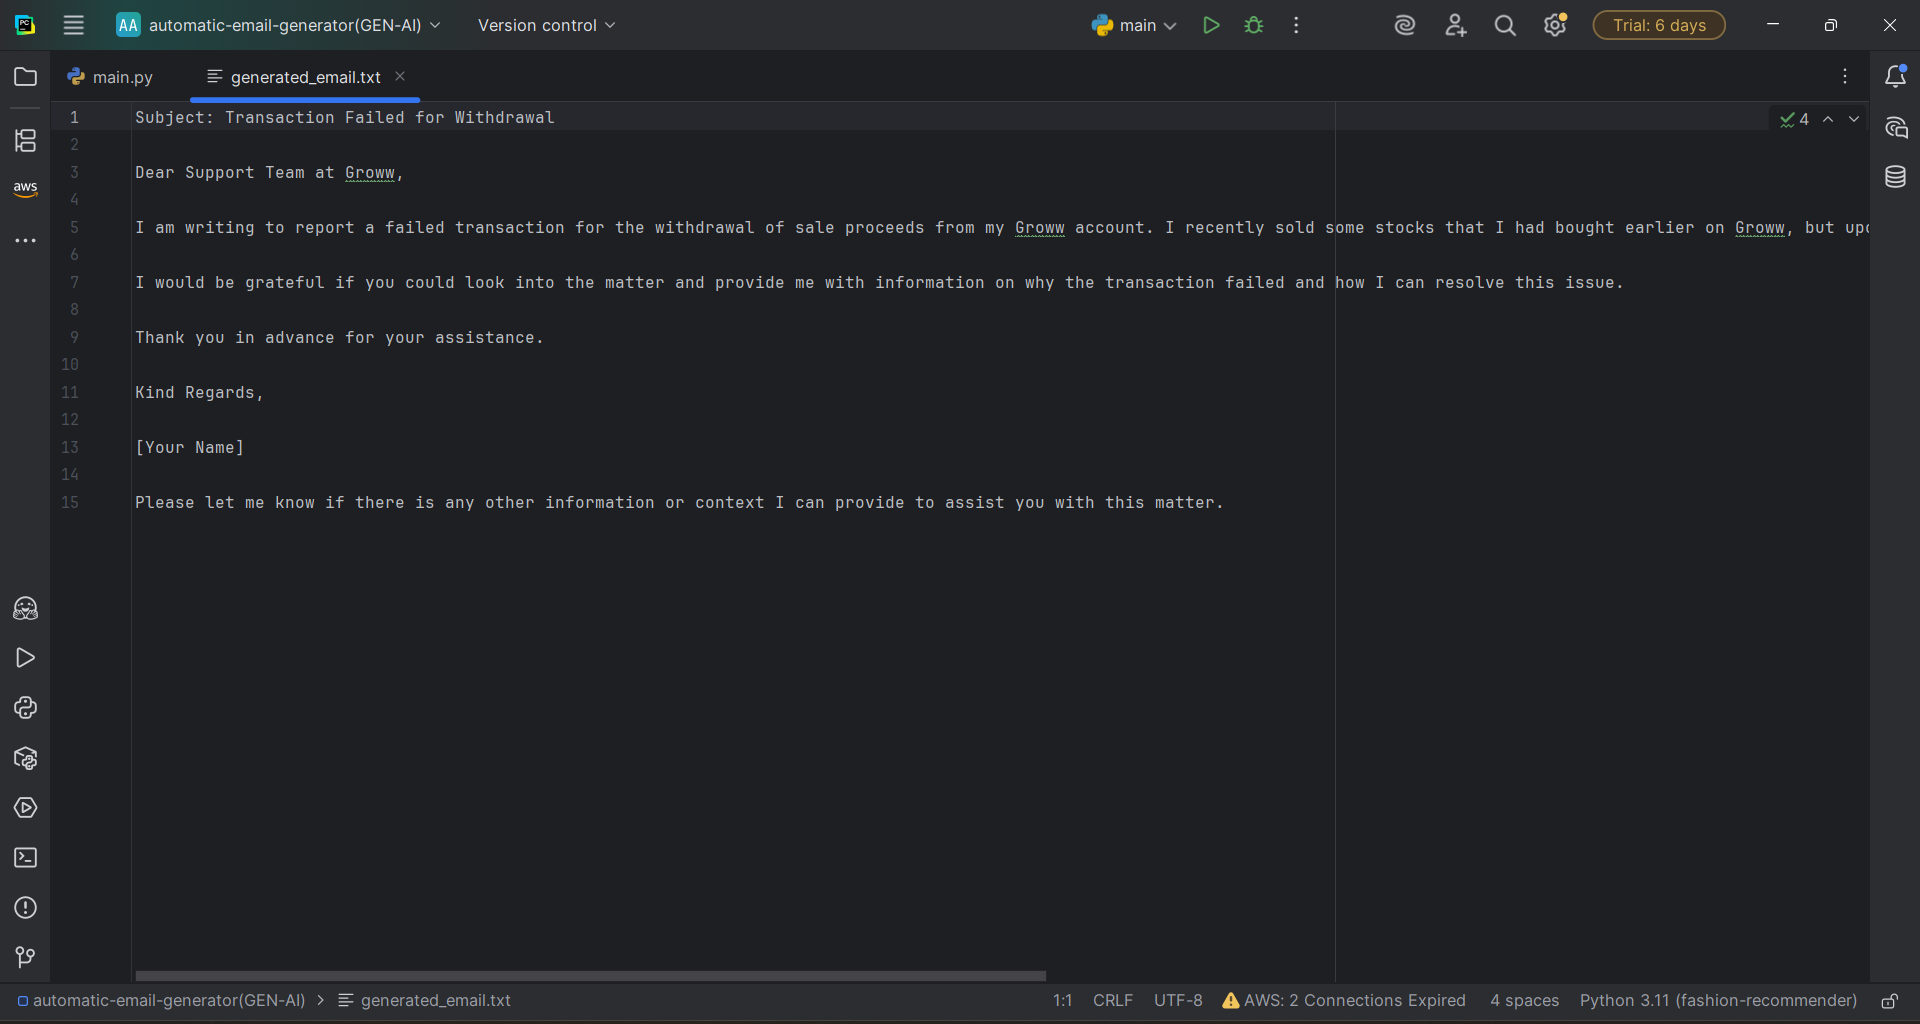 AA automatic-email-generator(GEN-AI) Version control main Trial: 6 days
main.py generated_email.txt
1 Subject: Transaction Failed for Withdrawal 4
2
3 Dear Support Team at Groww,
4
5 I am writing to report a failed transaction for the withdrawal of sale proceeds from my Groww account. I recently sold some stocks that I had bought earlier on Groww, but
6
7 I would be grateful if you could look into the matter and provide me with information on why the transaction failed and how I can resolve this issue.
8
9 Thank you in advance for your assistance.
10
11 Kind Regards,
12
13 [Your Name]
14
15 Please let me know if there is any other information or context I can provide to assist you with this matter.
aws
automatic-email-generator(GEN-AI) > generated_email.txt 1:1 CRLF UTF-8 AWS: 2 Connections Expired 4 spaces Python 3.11 (fashion-recommender)